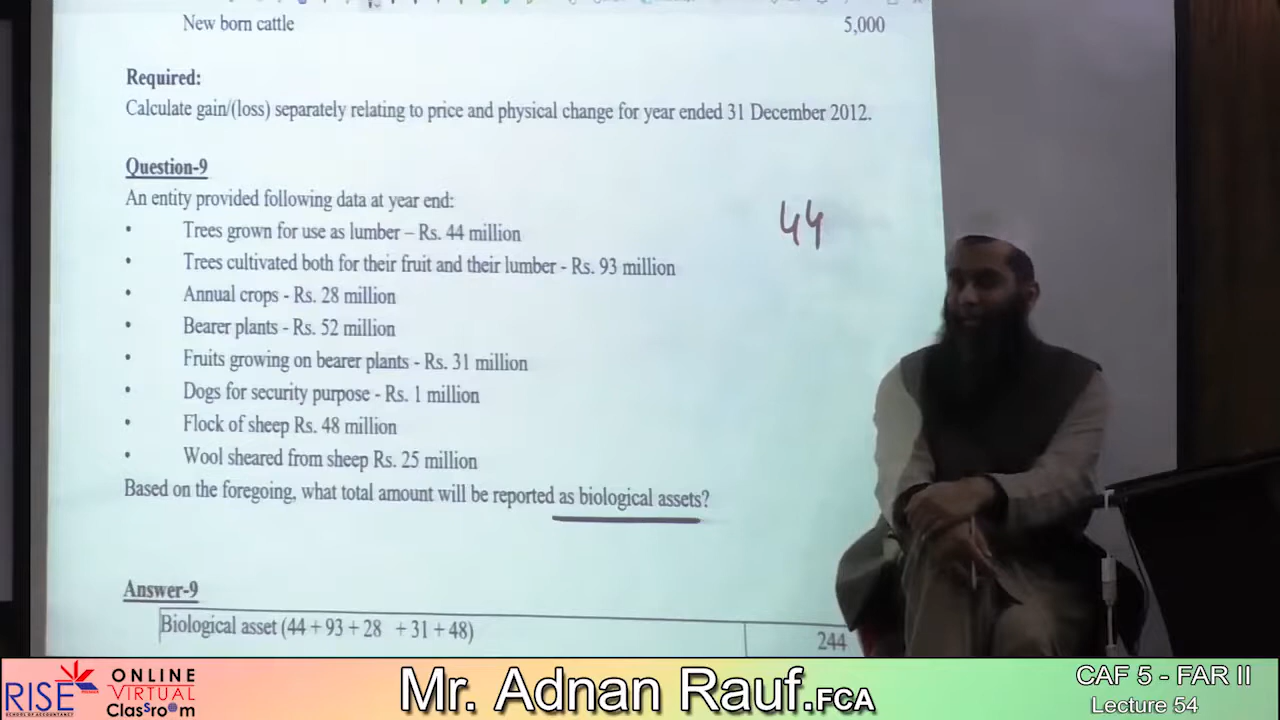 New born cattle 5,000
Required:
Calculate gain/(loss) separately relating to price and physical change for year ended 31 December 2012.
Question-9
An entity provided following data at year end:
• Trees grown for use as lumber – Rs. 44 million
44
• Trees cultivated both for their fruit and their lumber - Rs. 93 million
• Annual crops - Rs. 28 million
• Bearer plants - Rs. 52 million
• Fruits growing on bearer plants - Rs. 31 million
• Dogs for security purpose - Rs. 1 million
• Flock of sheep Rs. 48 million
• Wool sheared from sheep Rs. 25 million
Based on the foregoing, what total amount will be reported as biological assets?
Answer-9
Biological asset (44 + 93 + 28 + 31 + 48) 244
RISE
SCHOOL OF ACCOUNTANCY
ONLINE
VIRTUAL
ClassrooM
Mr. Adnan Rauf.FCA
CAF 5 - FAR II
Lecture 54